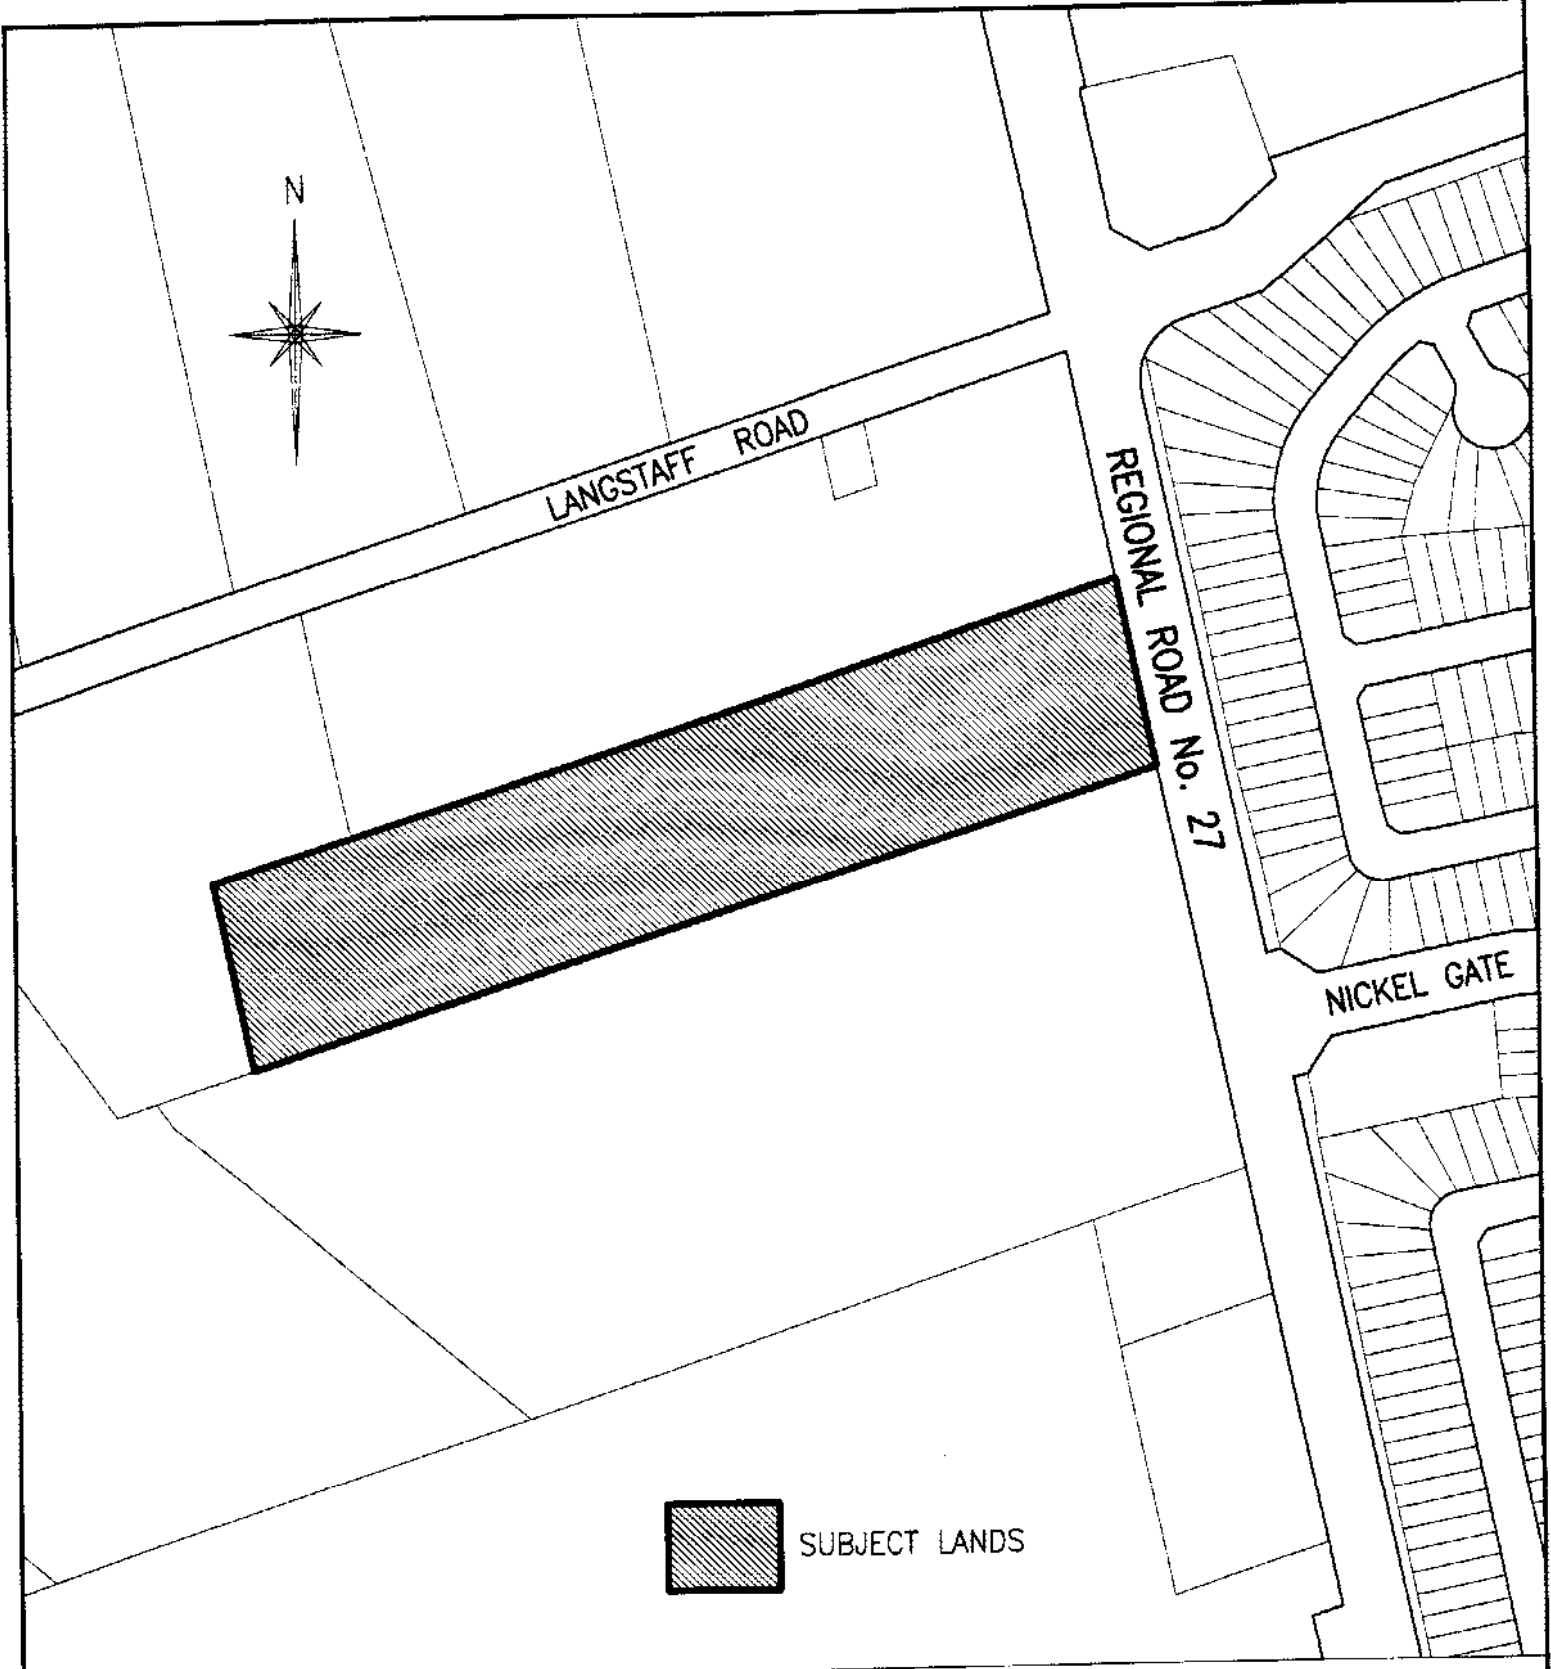 N
LANGSTAFF ROAD
REGIONAL ROAD No. 27
NICKEL GATE
SUBJECT LANDS